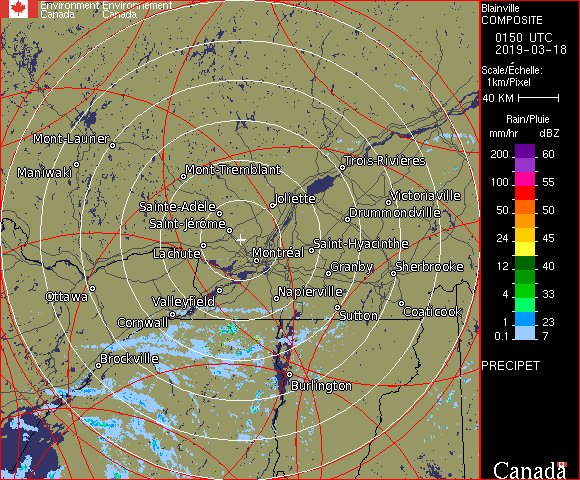 Environment Environnement
Canada Canada
Blainville
COMPOSITE
0150 UTC
2019-03-18
Scale/Échelle:
1km/Pixel
40 KM
Rain/Pluie
mm/hr dBZ
200 60
150 57
100 55
50 50
24 45
12 40
4 33
1 23
0.1 7
PRECIPET
Mont-Laurier
Maniwaki
Mont-Tremblant
Trois-Rivières
Joliette
Victoriaville
Sainte-Adèle
Drummondville
Saint-Jérôme
Saint-Hyacinthe
Lachute
Montréal
Granby
Sherbrooke
Ottawa
Valleyfield
Napierville
Cornwall
Sutton
Coaticook
Brockville
Burlington
Canada